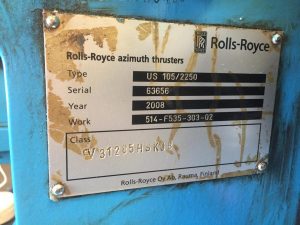 Rolls-Royce
Rolls-Royce azimuth thrusters
Type US 105/2250
Serial 63656
Year 2008
Work 514-F535-303-02
Class
Rolls-Royce Oy Ab, Rauma, Finland